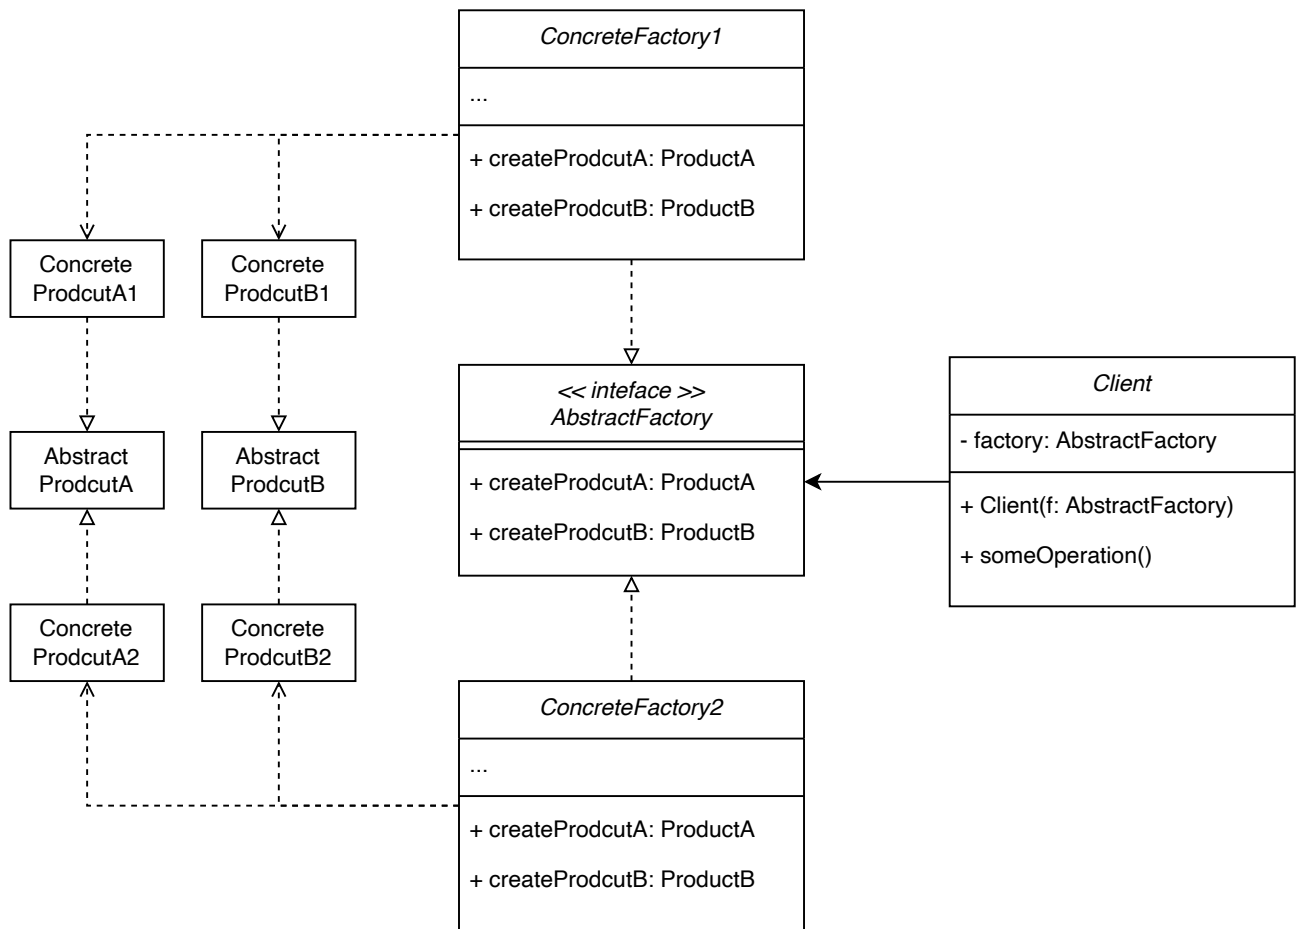 ConcreteFactory1
...
+ createProdcutA: ProductA
+ createProdcutB: ProductB
Concrete
ProdcutA1
Concrete
ProdcutB1
<< inteface >>
AbstractFactory
+ createProdcutA: ProductA
+ createProdcutB: ProductB
Client
- factory: AbstractFactory
+ Client(f: AbstractFactory)
+ someOperation()
Abstract
ProdcutA
Abstract
ProdcutB
Concrete
ProdcutA2
Concrete
ProdcutB2
ConcreteFactory2
...
+ createProdcutA: ProductA
+ createProdcutB: ProductB